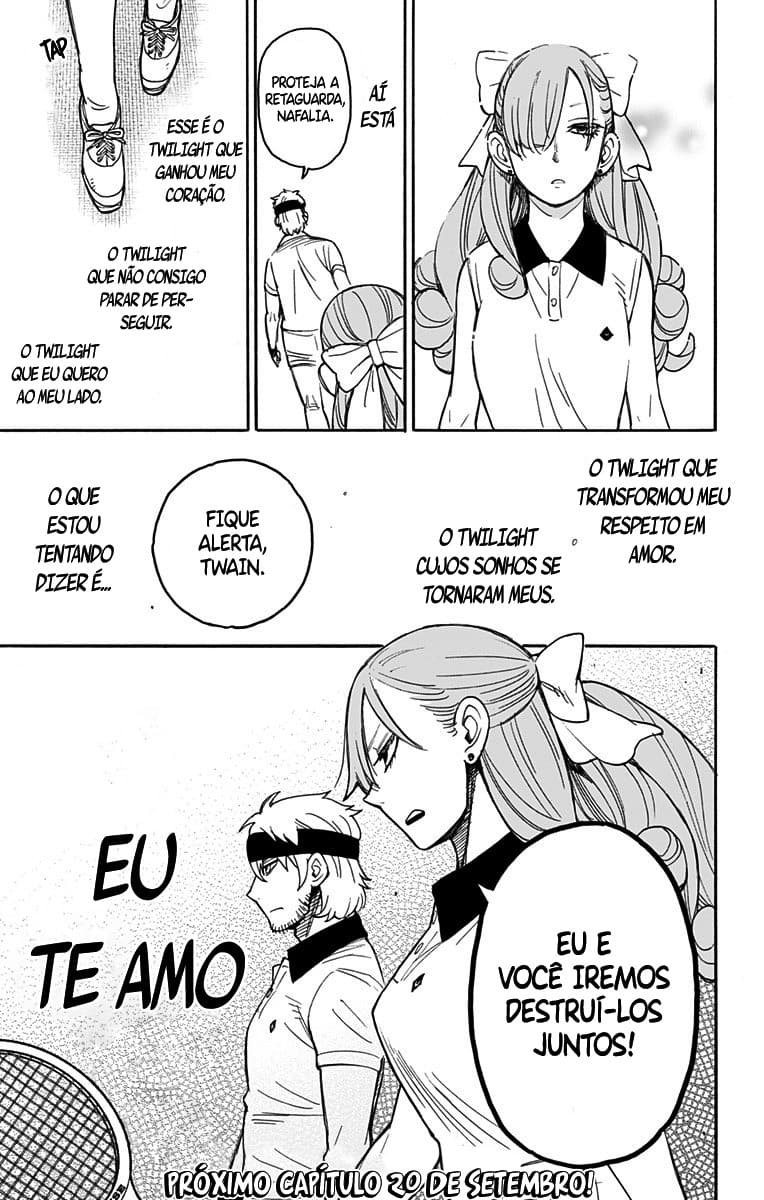 AÍ
ESTÁ
PROTEJA A
RETAGUARDA,
NAFALIA.
TAP
ESSE É O
TWILIGHT QUE
GANHOU MEU
CORAÇÃO.
O TWILIGHT
QUE NÃO CONSIGO
PARAR DE PER-
SEGUIR.
O TWILIGHT
QUE EU QUERO
AO MEU LADO.
O TWLIGHT QUE
TRANSFORMOU MEU
RESPEITO EM
AMOR.
O TWILIGHT
CUJOS SONHOS SE
TORNARAM MEUS.
FIQUE
ALERTA,
TWAIN.
O QUE
ESTOU
TENTANDO
DIZER É...
EU E
VOCÊ IREMOS
DESTRUÍ-LOS
JUNTOS!
EU
TE AMO
PRÓXIMO CAPÍTULO 20 DE SETEMBRO!